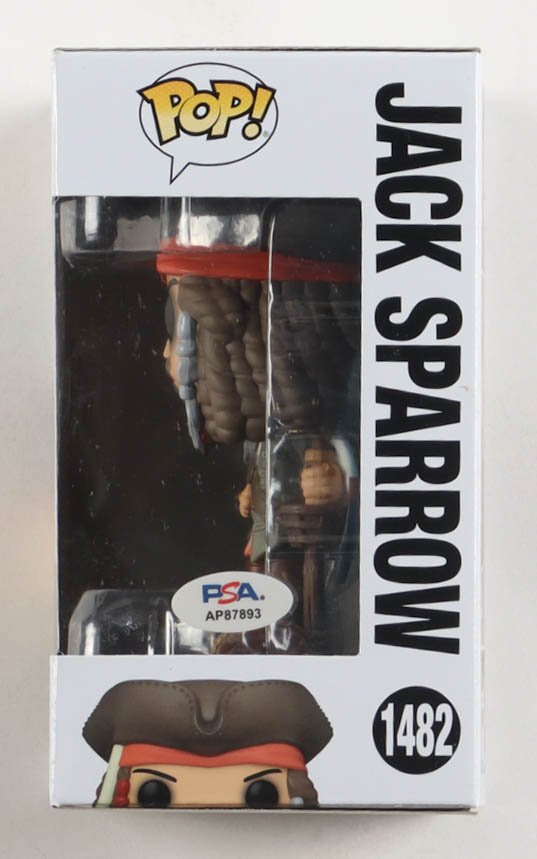 POP!
JACK SPARROW
PSA.
AP87893
1482